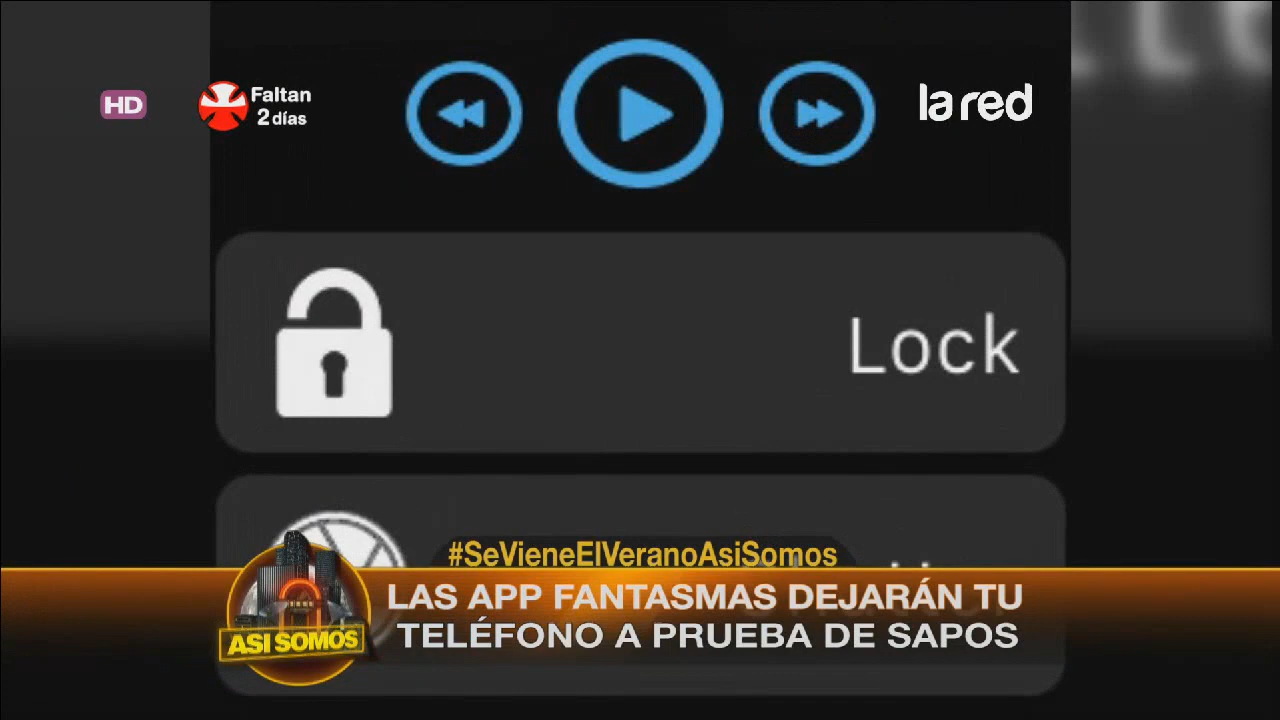 HD
Faltan
2 días
la red
Lock
#SeVieneElVeranoAsiSomos
LAS APP FANTASMAS DEJARÁN TU
TELÉFONO A PRUEBA DE SAPOS
ASI SOMOS